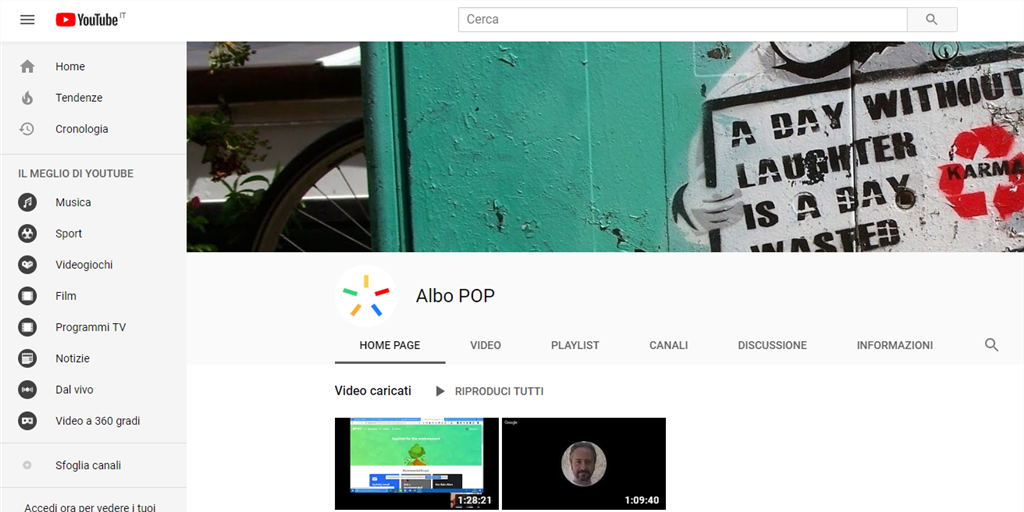 YouTube IT
Cerca
Home
Tendenze
Cronologia
IL MEGLIO DI YOUTUBE
Musica
Sport
Videogiochi
Film
Programmi TV
Notizie
Dal vivo
Video a 360 gradi
Sfoglia canali
Accedi ora per vedere i tuoi
A DAY WITHOUT
LAUGHTER
IS A DAY
WASTED
KARMA
Albo POP
HOME PAGE
VIDEO
PLAYLIST
CANALI
DISCUSSIONE
INFORMAZIONI
Video caricati
RIPRODUCI TUTTI
1:28:21
Google
1:09:40